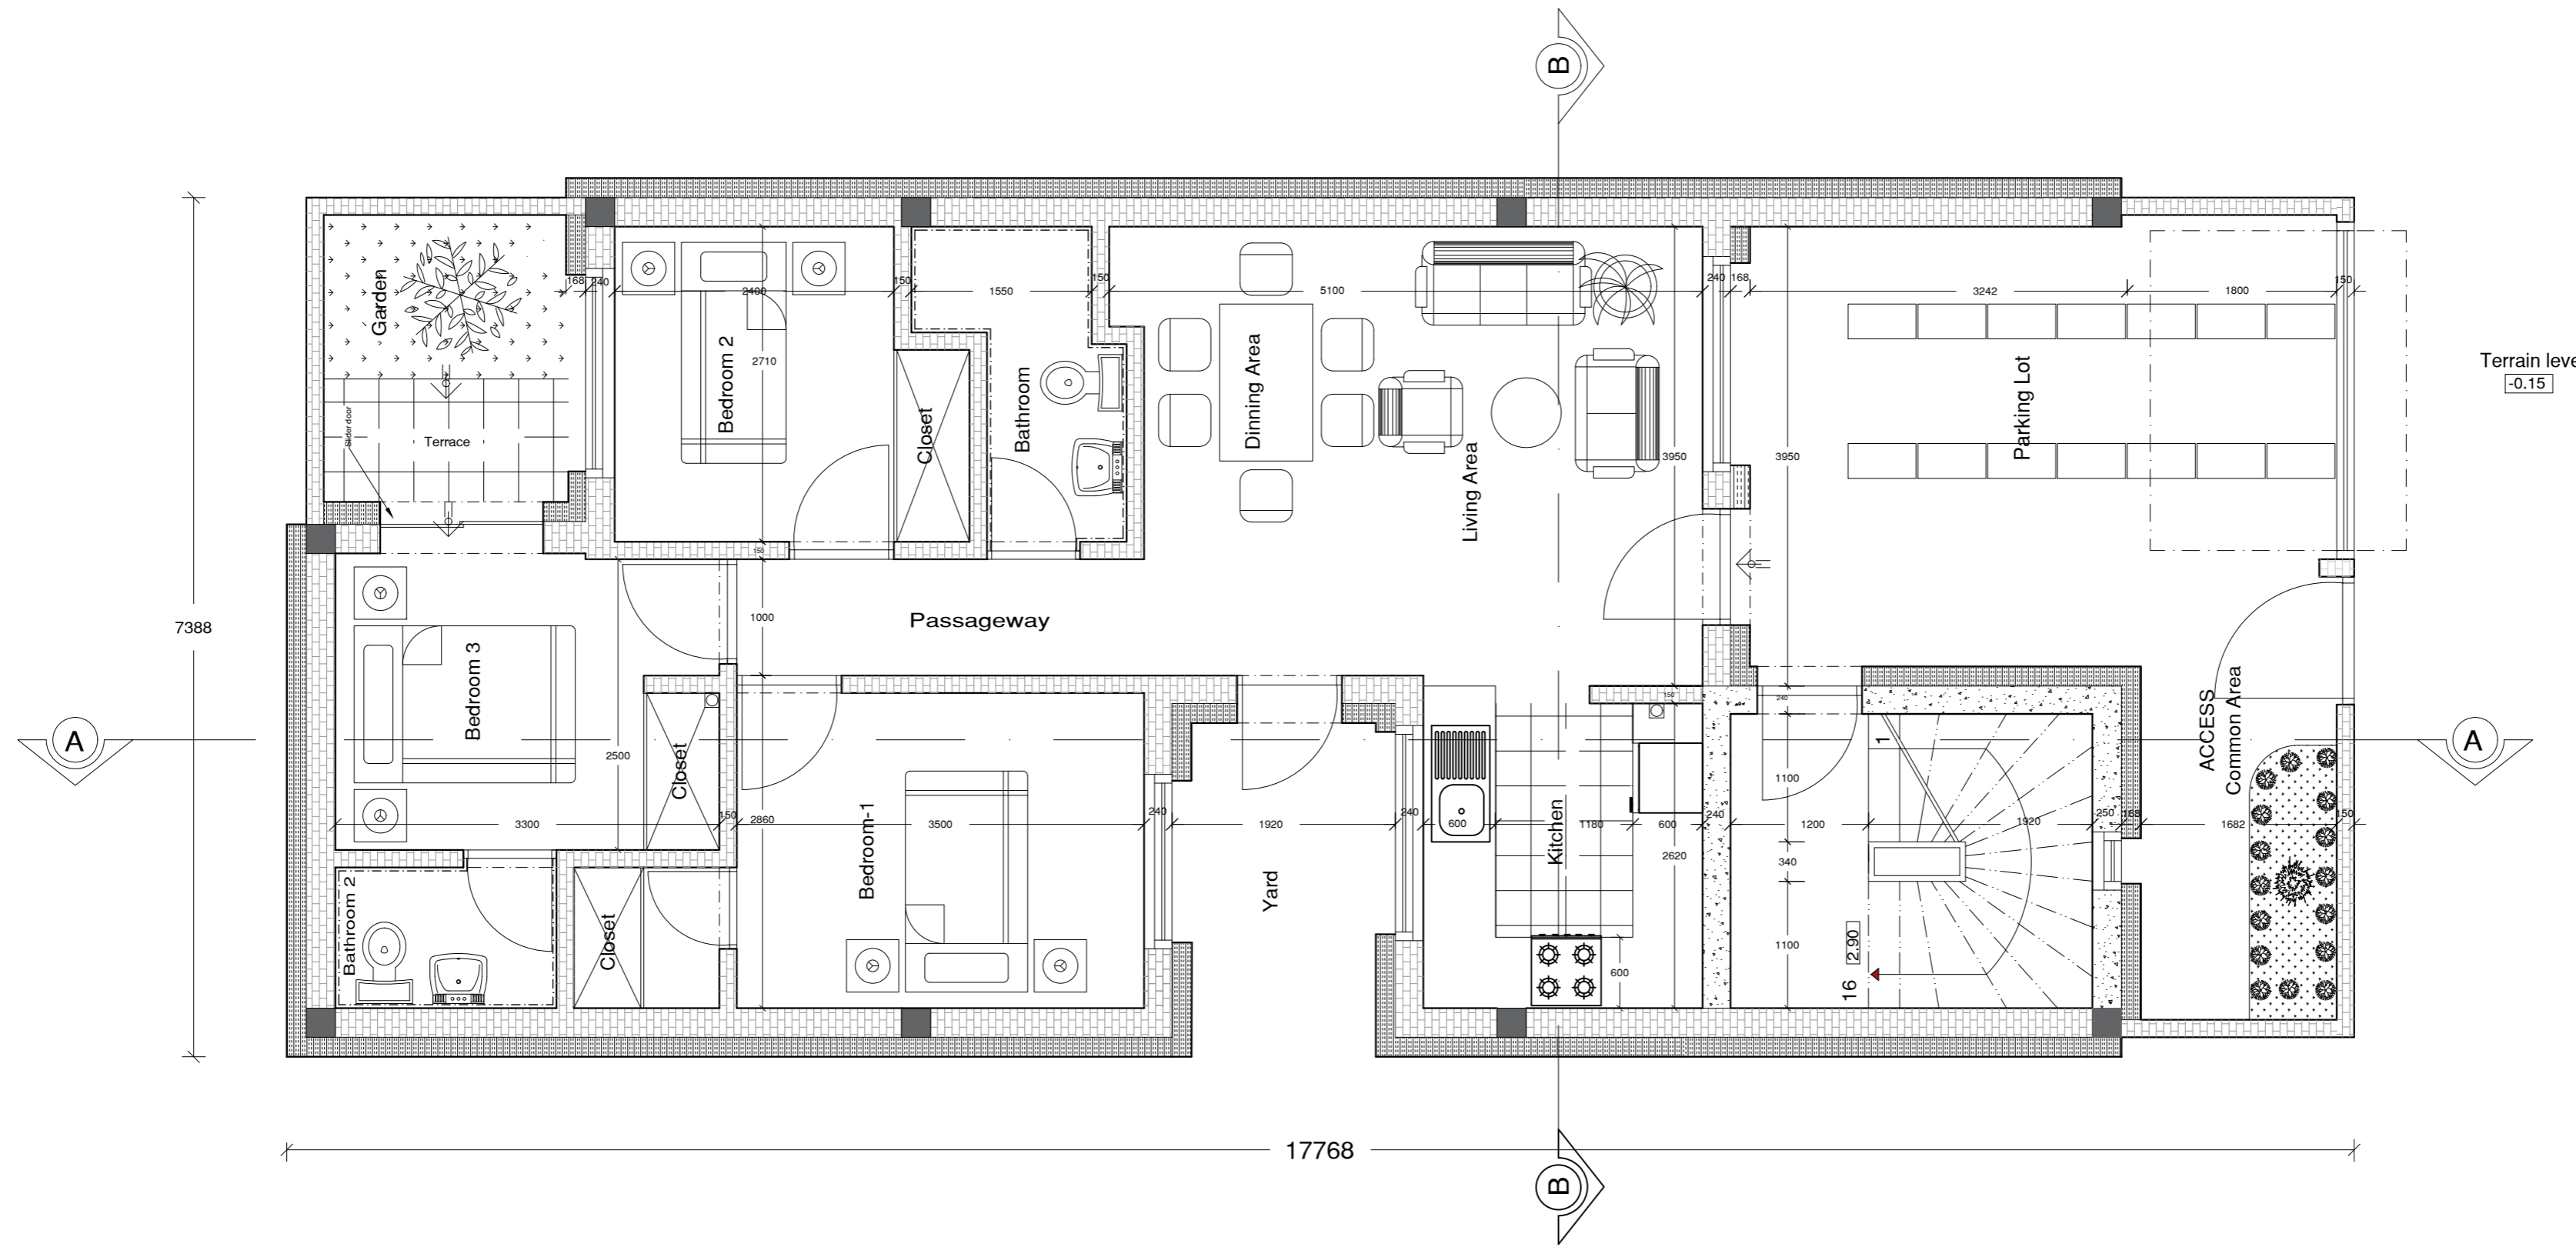 B
Garden
168
240
2400
150
1550
150
5100
240
168
3242
1800
150
Bedroom 2
2710
Closet
Bathroom
Dinning Area
Living Area
3950
3950
Parking Lot
Terrain leve
-0.15
Slider door
Terrace
150
7388
1000
Passageway
Bedroom 3
2500
Closet
150
240
1
1100
ACCESS
Common Area
A
A
3300
150
2860
Bedroom-1
3500
240
1920
Yard
240
600
Kitchen
1180
600
2620
240
1200
340
1920
250
168
1682
150
Bathroom 2
Closet
600
1100
16
2.90
17768
B